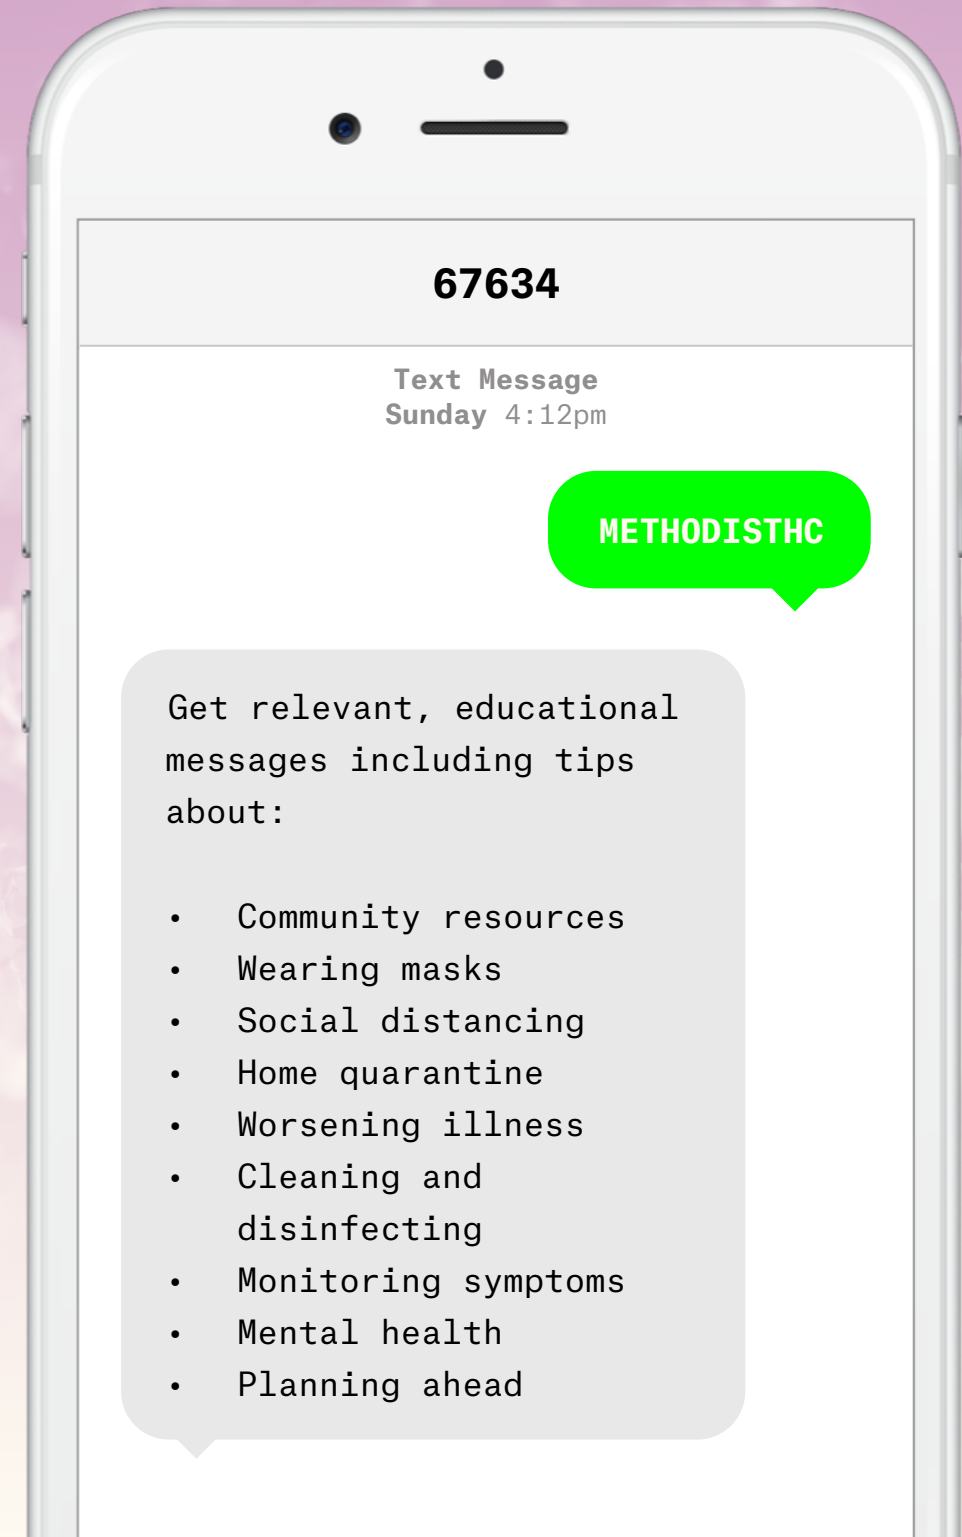 67634
Text Message
Sunday 4:12pm
METHODISTHC
Get relevant, educational
messages including tips
about:
• Community resources
• Wearing masks
• Social distancing
• Home quarantine
• Worsening illness
• Cleaning and
disinfecting
• Monitoring symptoms
• Mental health
• Planning ahead